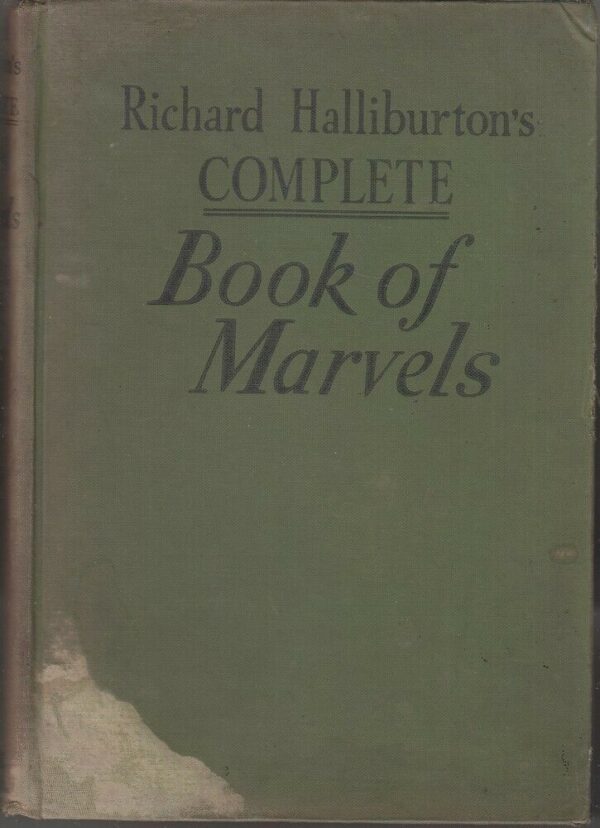 Richard Halliburton's
COMPLETE
Book of
Marvels